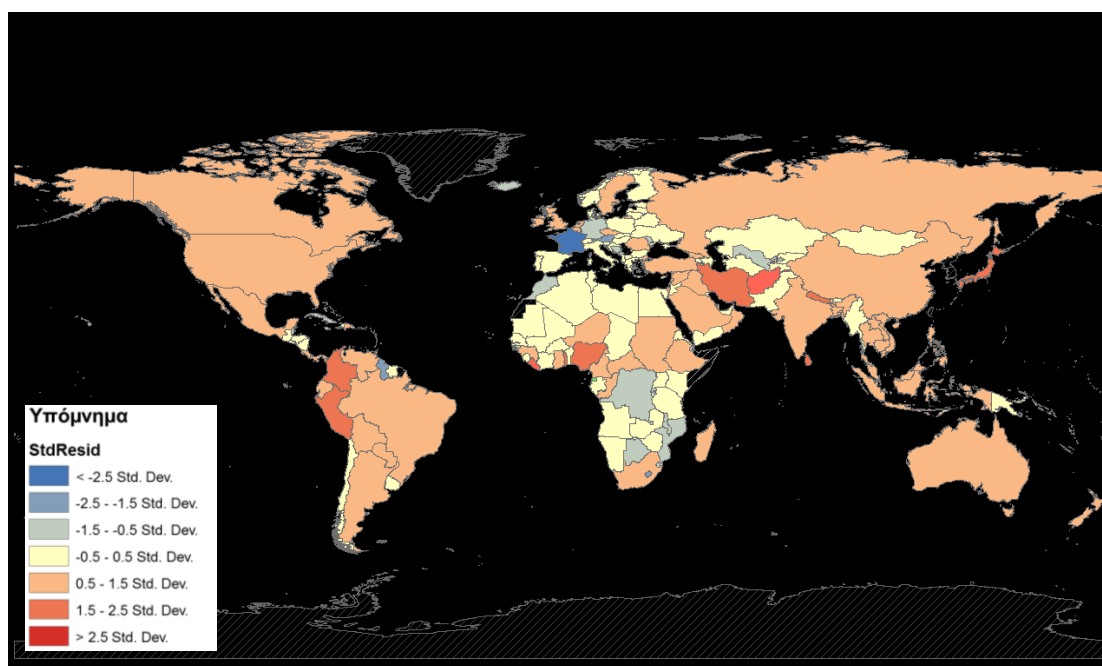 Υπόμνημα
StdResid
< -2.5 Std. Dev.
-2.5 - -1.5 Std. Dev.
-1.5 - -0.5 Std. Dev.
-0.5 - 0.5 Std. Dev.
0.5 - 1.5 Std. Dev.
1.5 - 2.5 Std. Dev.
> 2.5 Std. Dev.